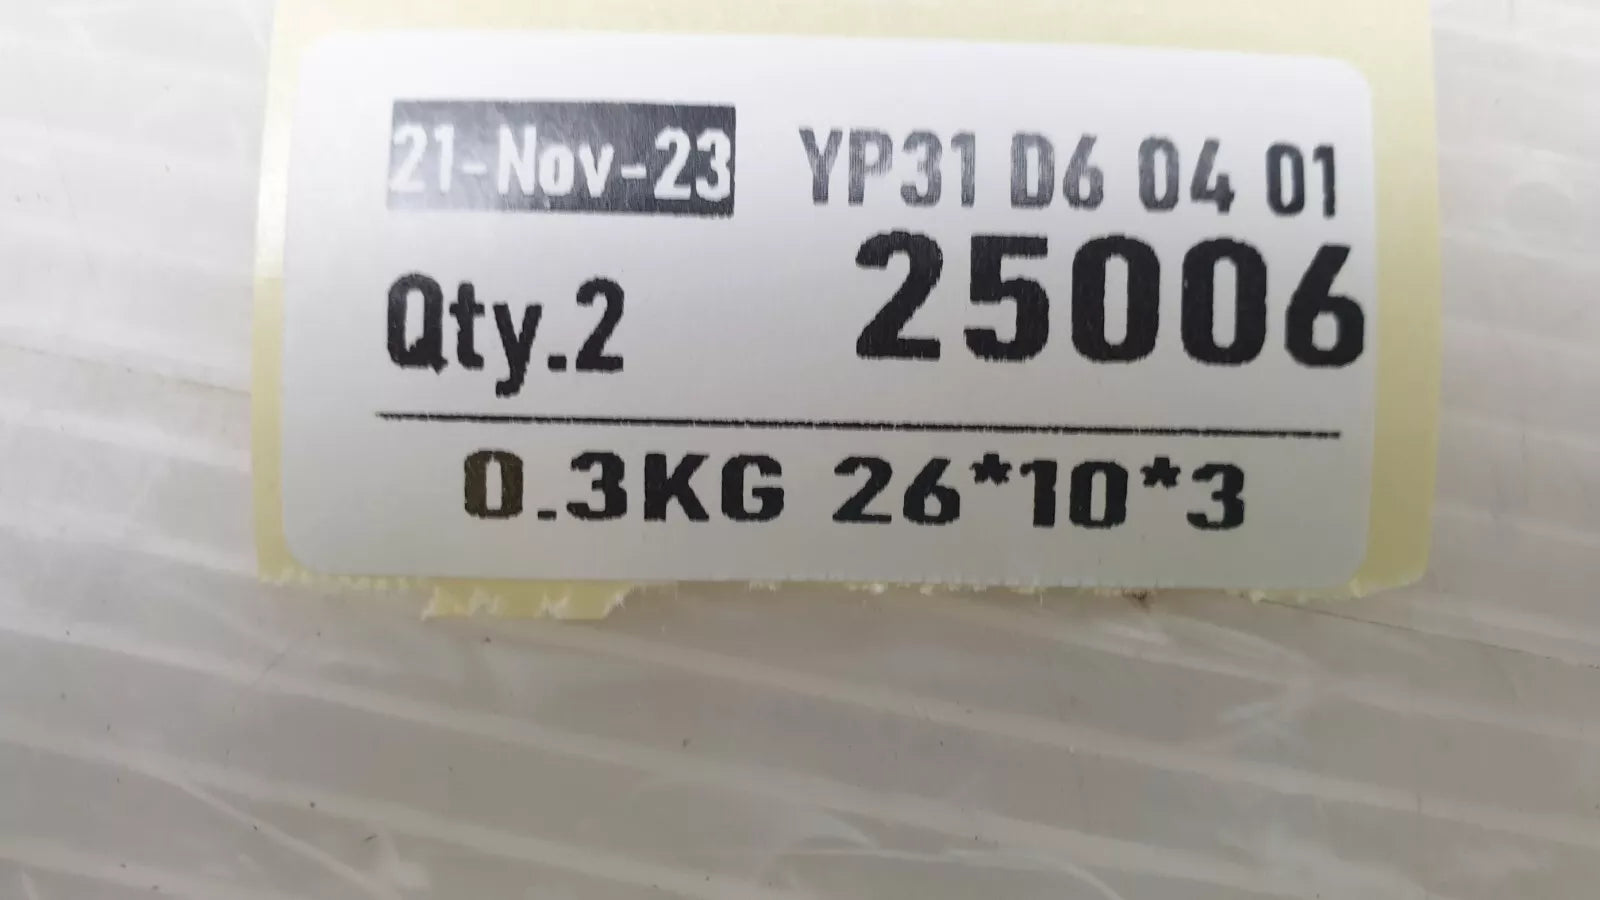 21-Nov-23 YP31 D6 04 01
Qty.2 25006
0.3KG 26*10*3